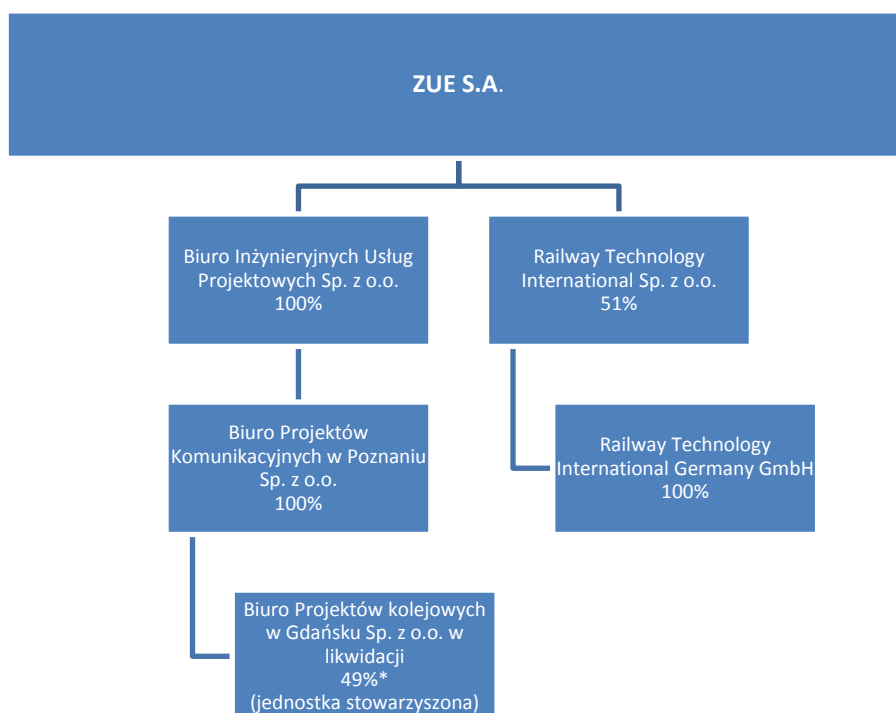 ZUE S.A.
Biuro Inżynieryjnych Usług
Projektowych Sp. z o.o.
100%
Railway Technology
International Sp. z o.o.
51%
Biuro Projektów
Komunikacyjnych w Poznaniu
Sp. z o.o.
100%
Railway Technology
International Germany GmbH
100%
Biuro Projektów kolejowych
w Gdańsku Sp. z o.o. w
likwidacji
49%*
(jednostka stowarzyszona)